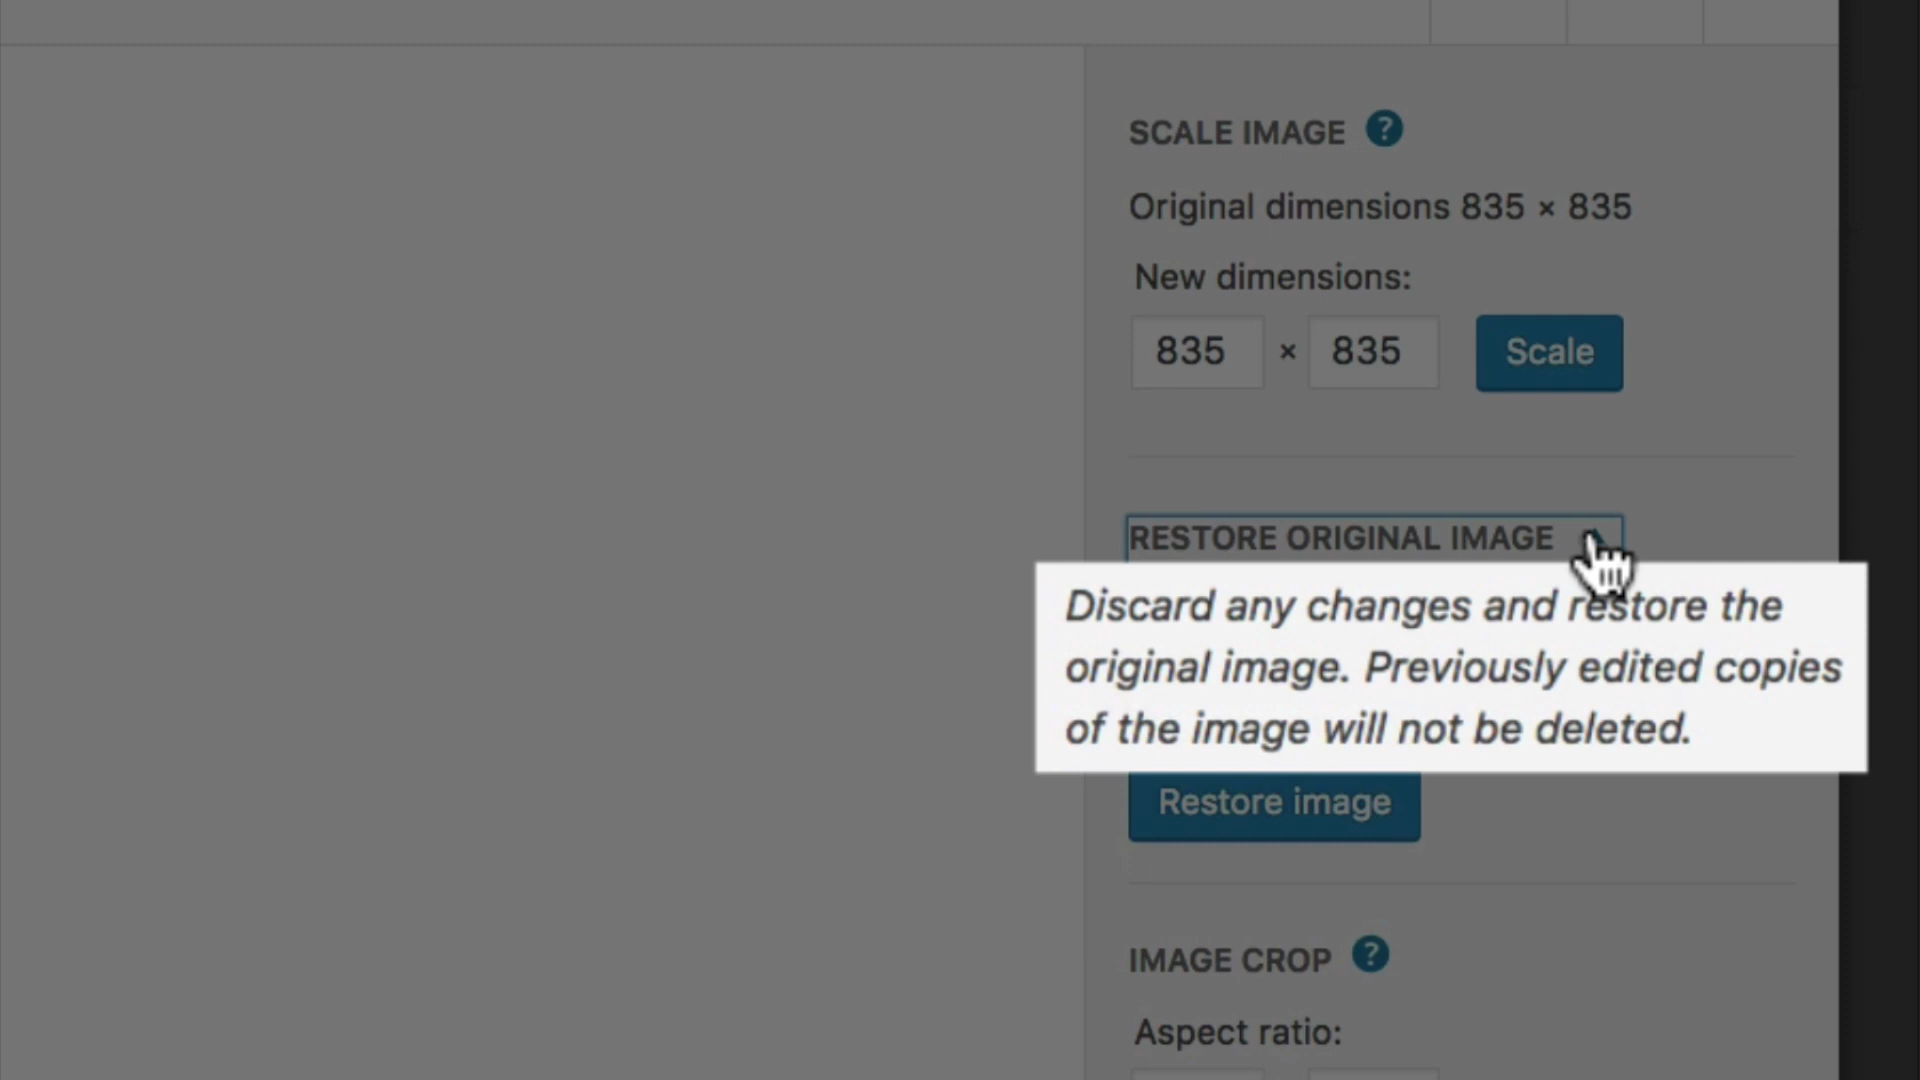 SCALE IMAGE ?
Original dimensions 835 × 835
New dimensions:
835 × 835 Scale
RESTORE ORIGINAL IMAGE
Discard any changes and restore the
original image. Previously edited copies
of the image will not be deleted.
Restore image
IMAGE CROP ?
Aspect ratio: